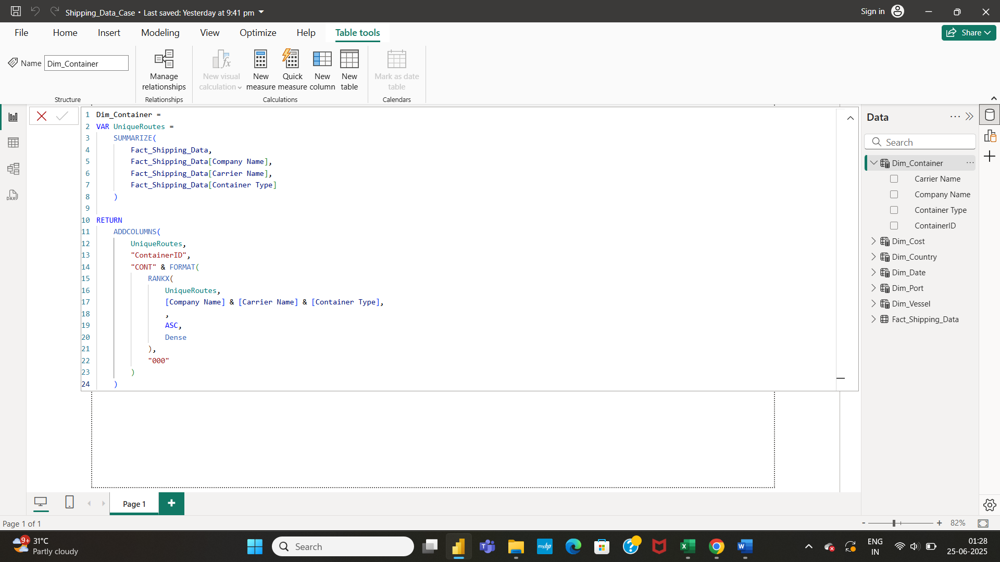 Shipping_Data_Case • Last saved: Yesterday at 9:41 pm
Sign in
File Home Insert Modeling View Optimize Help Table tools
Share
Name Dim_Container
Manage relationships
New visual calculation
New measure
Quick measure
New column
New table
Mark as date table
Structure
Relationships
Calculations
Calendars
1 Dim_Container =
2 VAR UniqueRoutes =
3 SUMMARIZE(
4 Fact_Shipping_Data,
5 Fact_Shipping_Data[Company Name],
6 Fact_Shipping_Data[Carrier Name],
7 Fact_Shipping_Data[Container Type]
8 )
9
10 RETURN
11 ADDCOLUMNS(
12 UniqueRoutes,
13 "ContainerID",
14 "CONT" & FORMAT(
15 RANKX(
16 UniqueRoutes,
17 [Company Name] & [Carrier Name] & [Container Type],
18 ,
19 ASC,
20 Dense
21 ),
22 "000"
23 )
24 )
DAX
Data
Search
Dim_Container
Carrier Name
Company Name
Container Type
ContainerID
Dim_Cost
Dim_Country
Dim_Date
Dim_Port
Dim_Vessel
Fact_Shipping_Data
Page 1
Page 1 of 1
- + 82%
9+
31°C
Partly cloudy
Search
myhp
ENG
IN
01:28
25-06-2025